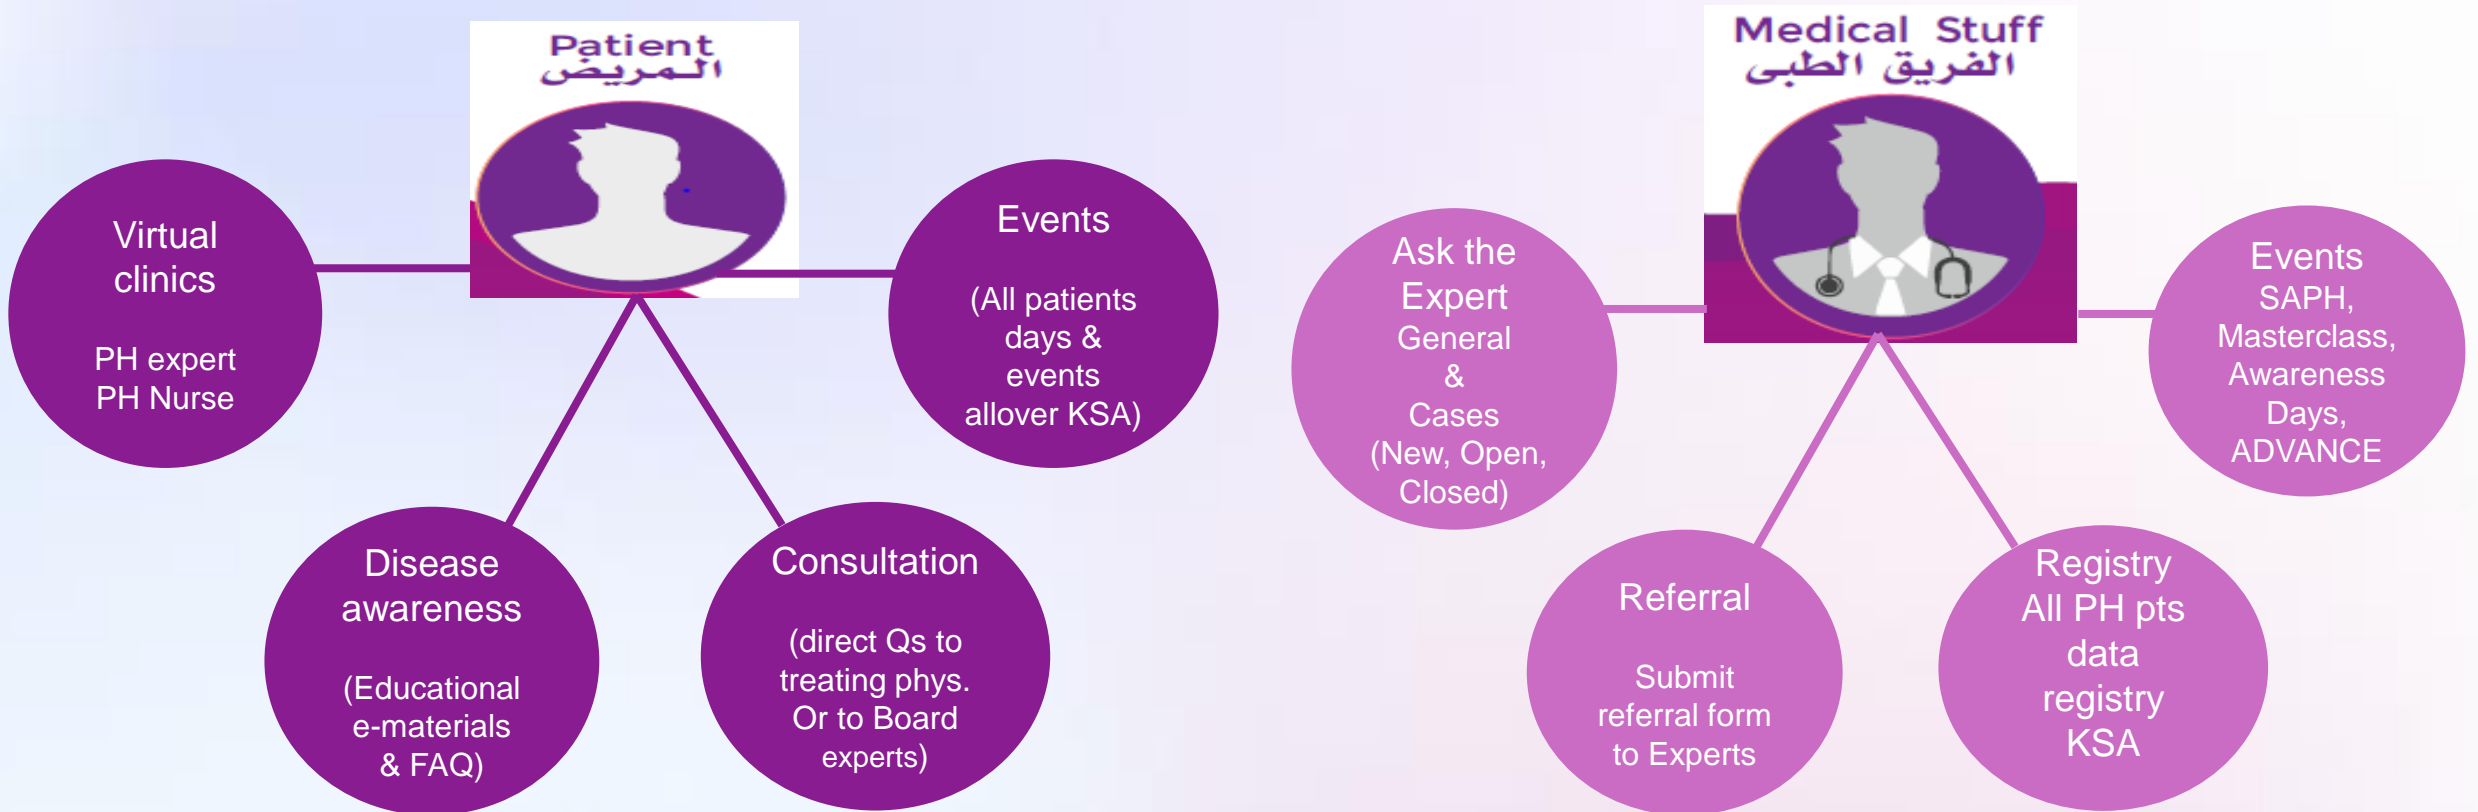 Patient
المريض
Virtual
clinics
PH expert
PH Nurse
Events
(All patients
days &
events
allover KSA)
Disease
awareness
(Educational
e-materials
& FAQ)
Consultation
(direct Qs to
treating phys.
Or to Board
experts)
Medical Stuff
الفريق الطبى
Ask the
Expert
General
&
Cases
(New, Open,
Closed)
Events
SAPH,
Masterclass,
Awareness
Days,
ADVANCE
Referral
Submit
referral form
to Experts
Registry
All PH pts
data
registry
KSA